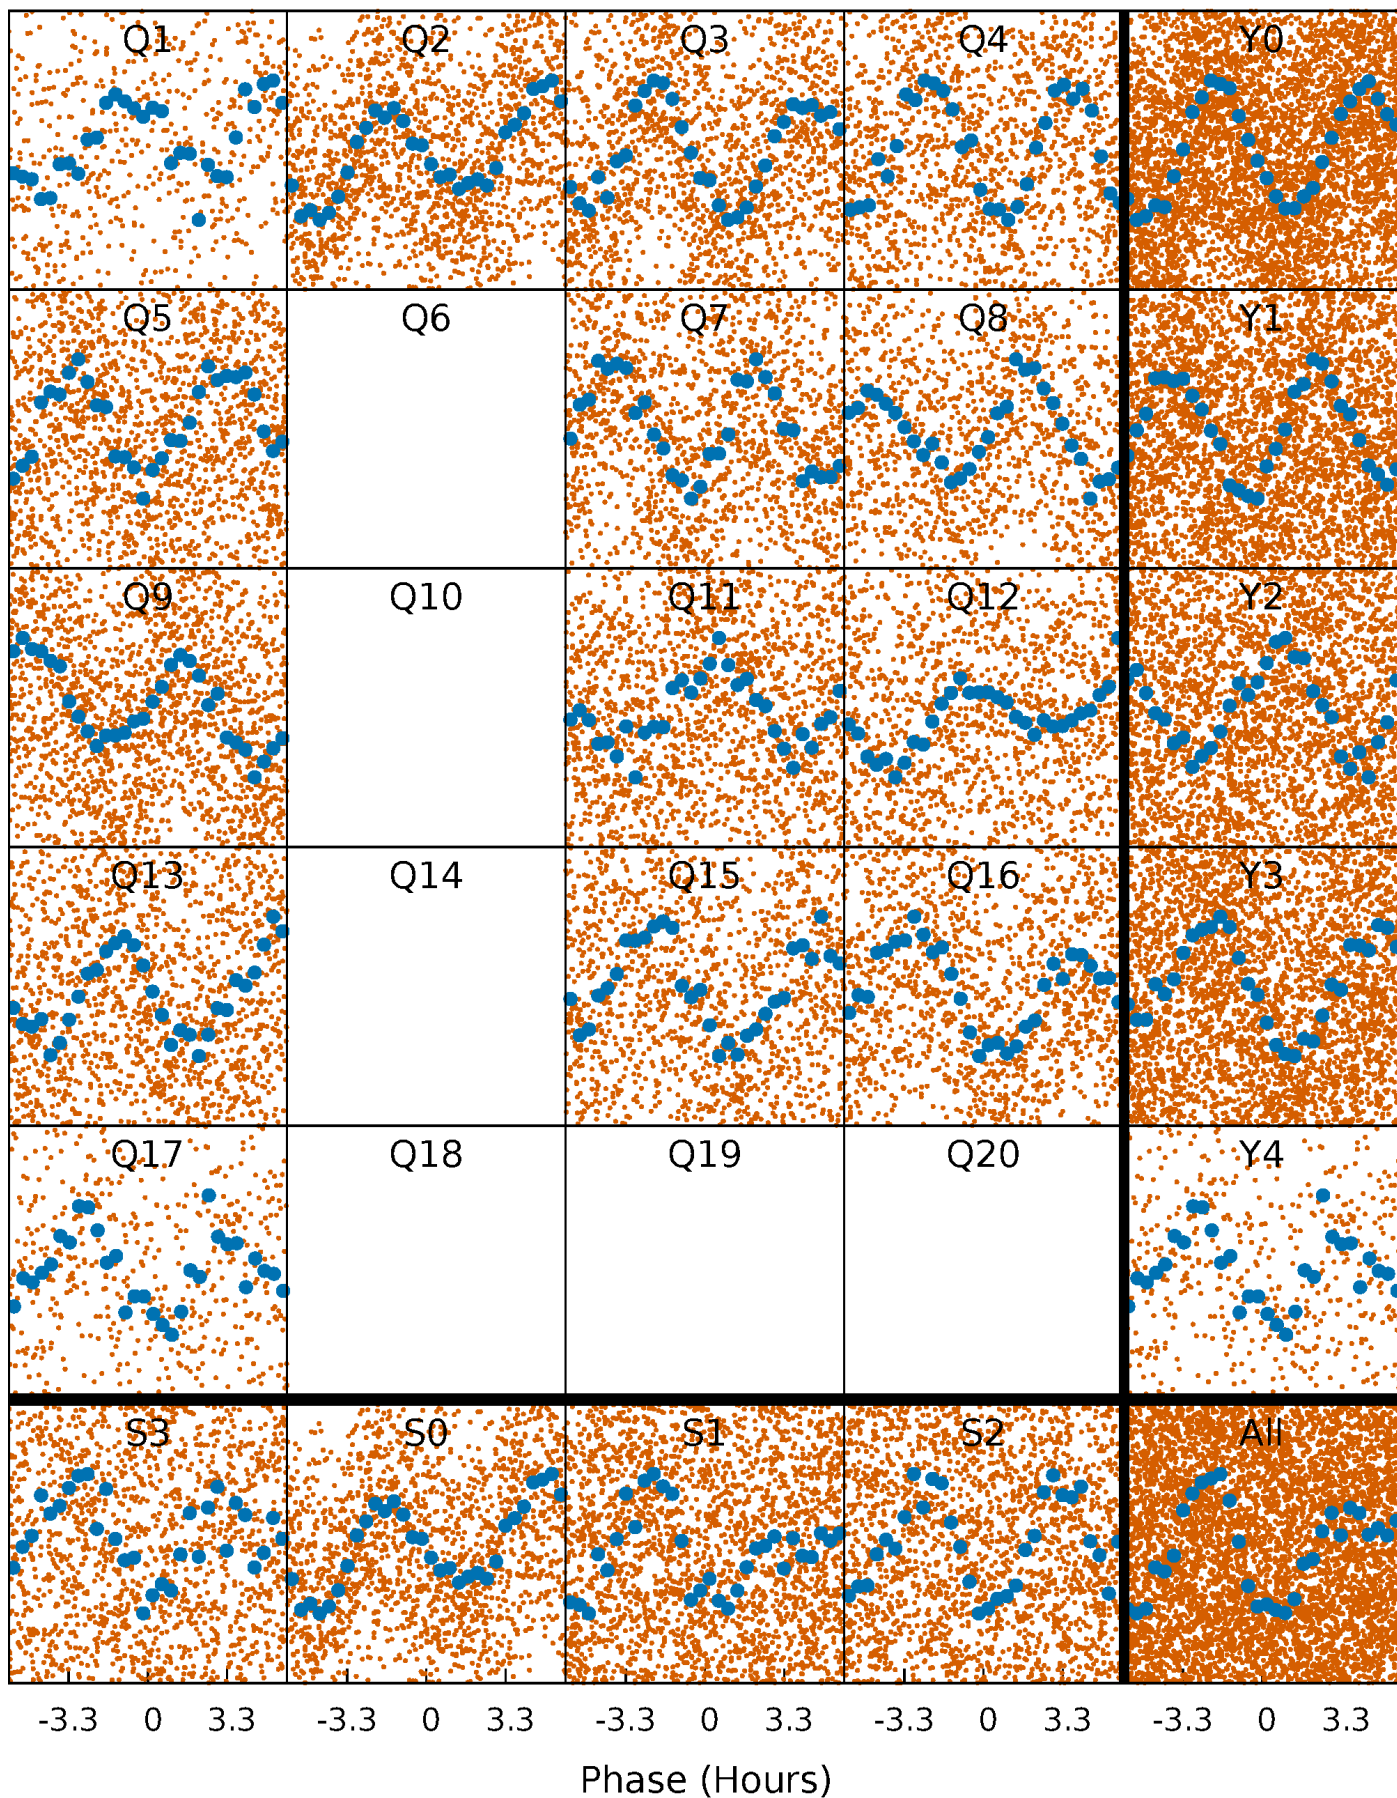 Q1 Q2 Q3 Q4 Y0
Q5 Q6 Q7 Q8 Y1
Q9 Q10 Q11 Q12 Y2
Q13 Q14 Q15 Q16 Y3
Q17 Q18 Q19 Q20 Y4
S3 S0 S1 S2 All
-3.3 0 3.3 -3.3 0 3.3 -3.3 0 3.3 -3.3 0 3.3 -3.3 0 3.3
Phase (Hours)